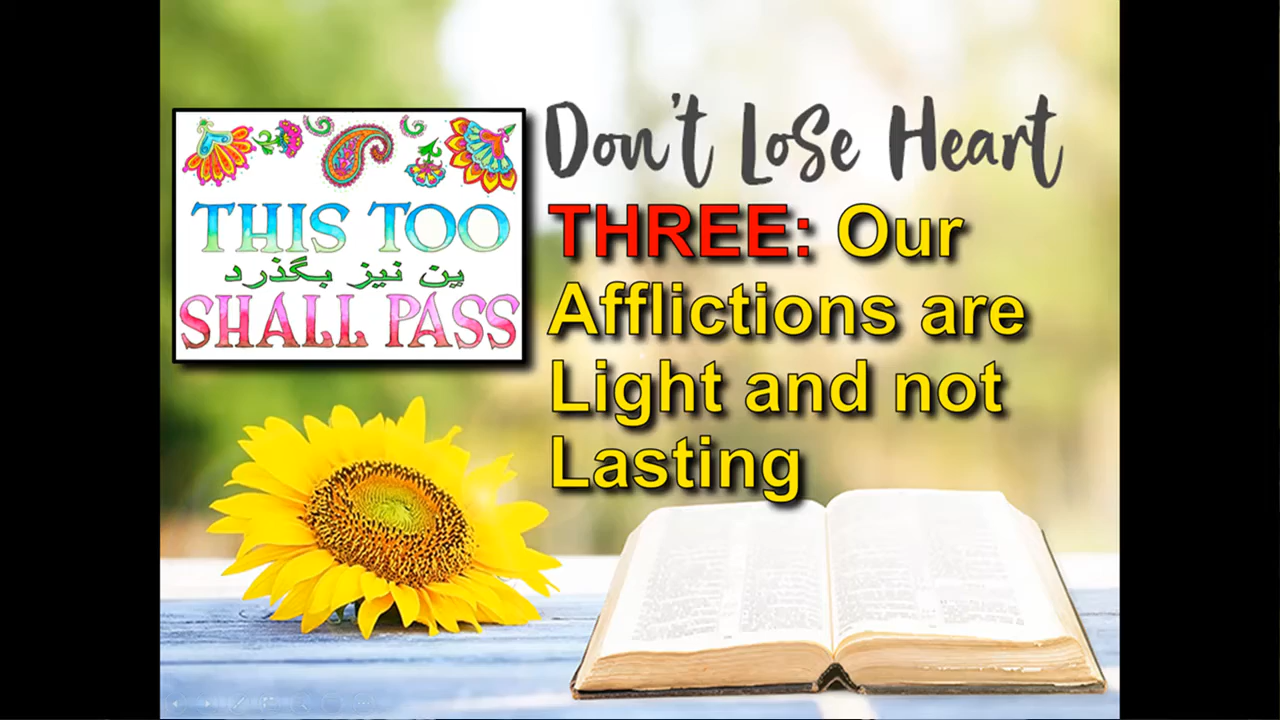 Don't LoSe Heart
THREE: Our
Afflictions are
Light and not
Lasting
THIS TOO
ین نیز بگذرد
SHALL PASS